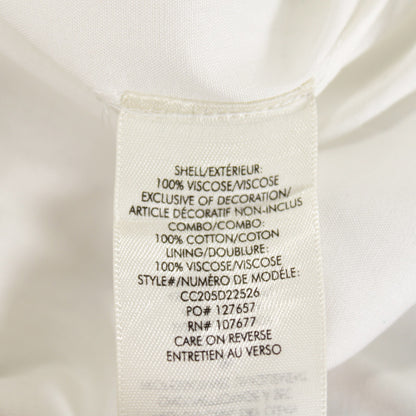 SHELL/EXTÉRIEUR:
100% VISCOSE/VISCOSE
EXCLUSIVE OF DECORATION/
ARTICLE DÉCORATIF NON-INCLUS
COMBO/COMBO:
100% COTTON/COTON
LINING/DOUBLURE:
100% VISCOSE/VISCOSE
STYLE#/NUMÉRO DE MODÈLE:
CC205D22526
PO# 127657
RN# 107677
CARE ON REVERSE
ENTRETIEN AU VERSO